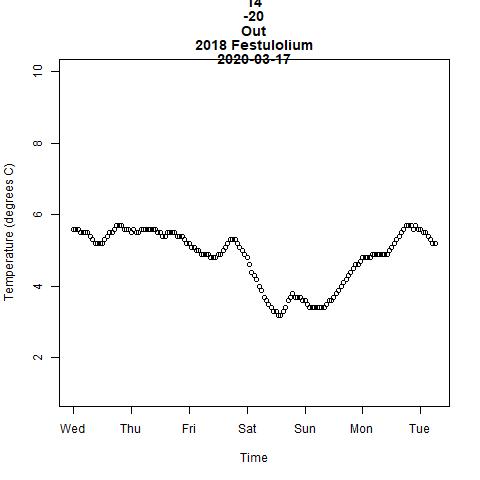 14
-20
Out
2018 Festulolium
2020-03-17
Temperature (degrees C)
10
8
6
4
2
Wed Thu Fri Sat Sun Mon Tue
Time